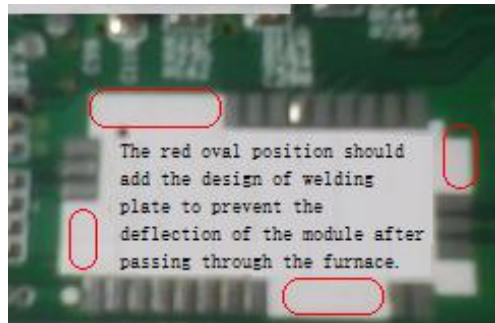 The red oval position should
add the design of welding
plate to prevent the
deflection of the module after
passing through the furnace.